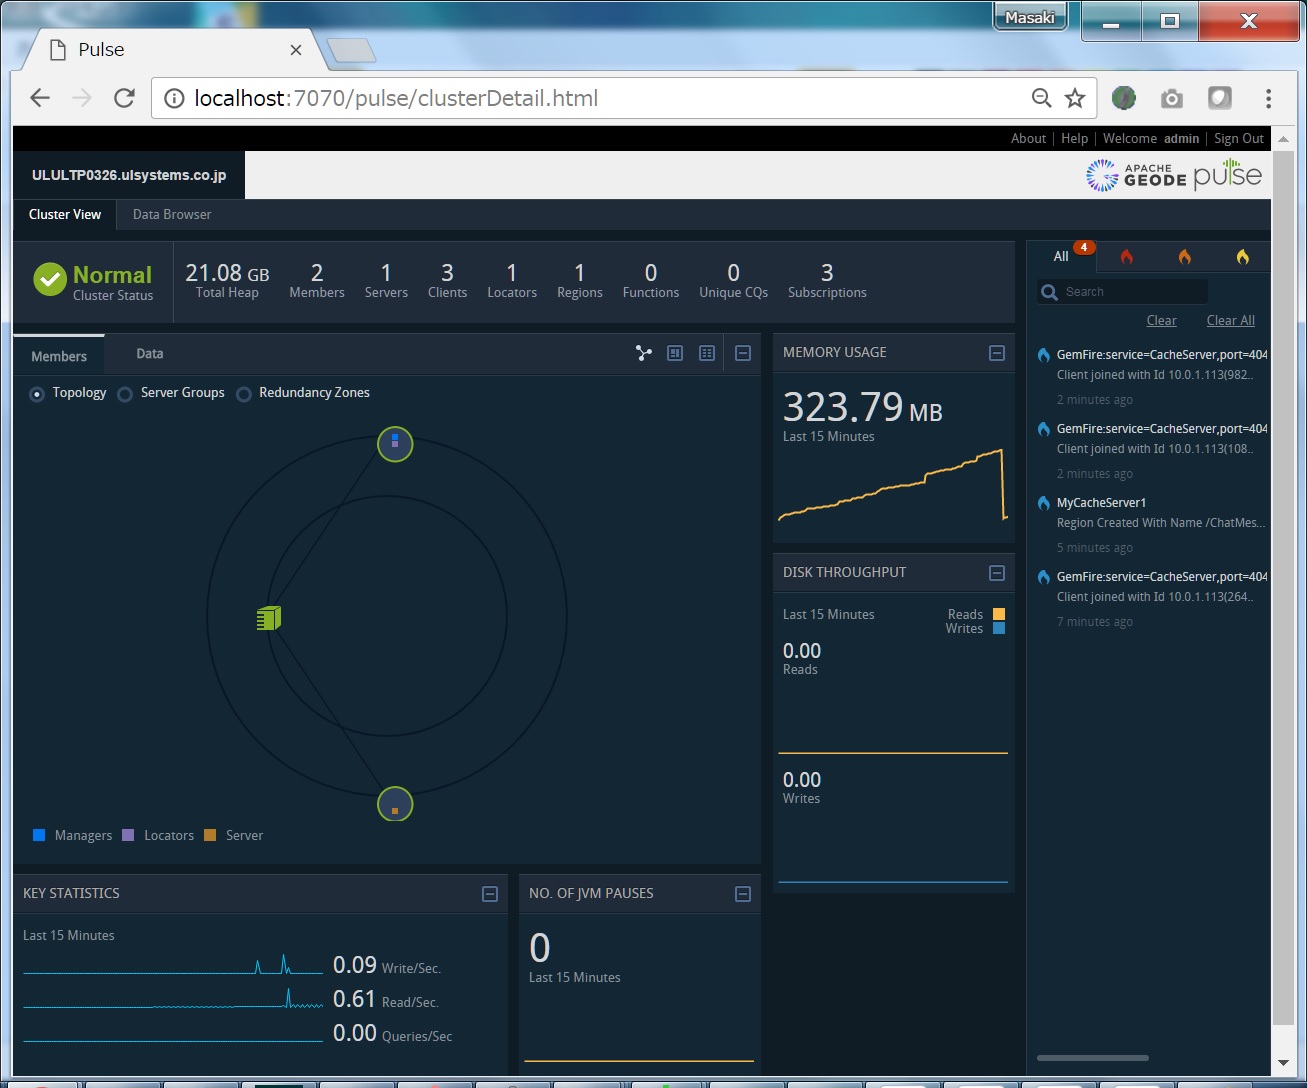 Masaki
Pulse
localhost:7070/pulse/clusterDetail.html
About | Help | Welcome admin | Sign Out
ULULTP0326.ulsystems.co.jp
APACHE GEODE pulse
Cluster View Data Browser
Normal
Cluster Status
21.08 GB 2 1 3 1 1 0 0 3
Total Heap Members Servers Clients Locators Regions Functions Unique CQs Subscriptions
All 4
Search
Clear Clear All
GemFire:service=CacheServer,port=404
Client joined with Id 10.0.1.113(982..
2 minutes ago
GemFire:service=CacheServer,port=404
Client joined with Id 10.0.1.113(108..
2 minutes ago
MyCacheServer1
Region Created With Name /ChatMes...
5 minutes ago
GemFire:service=CacheServer,port=404
Client joined with Id 10.0.1.113(264..
7 minutes ago
Members Data
Topology Server Groups Redundancy Zones
Managers Locators Server
MEMORY USAGE
323.79 MB
Last 15 Minutes
DISK THROUGHPUT
Last 15 Minutes Reads
Writes
0.00
Reads
0.00
Writes
KEY STATISTICS
Last 15 Minutes
0.09 Write/Sec.
0.61 Read/Sec.
0.00 Queries/Sec
NO. OF JVM PAUSES
0
Last 15 Minutes